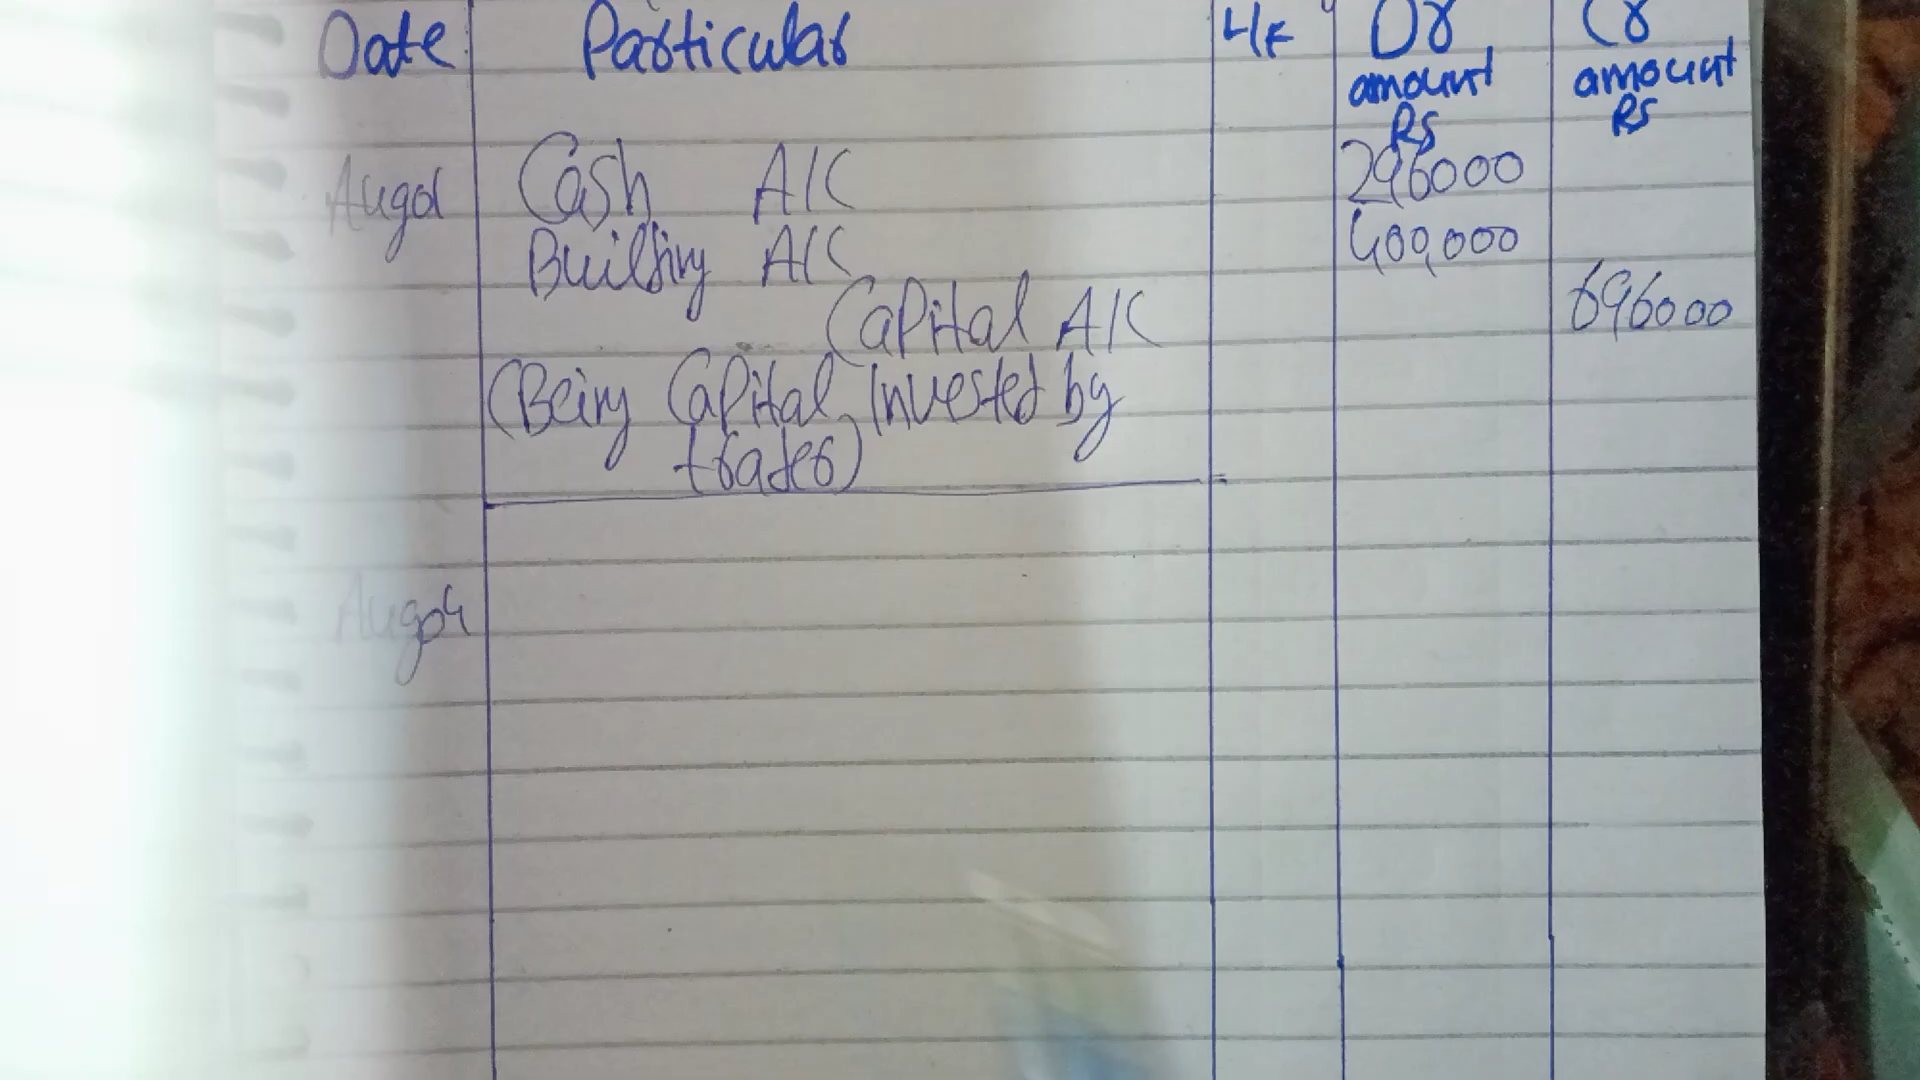 Date Particular L/F Dr Cr
amount amount
Rs Rs
Aug01 Cash A/C 296000
Building A/C 400,000
Capital A/C 696000
(Being Capital Invested by
trader)
Aug04